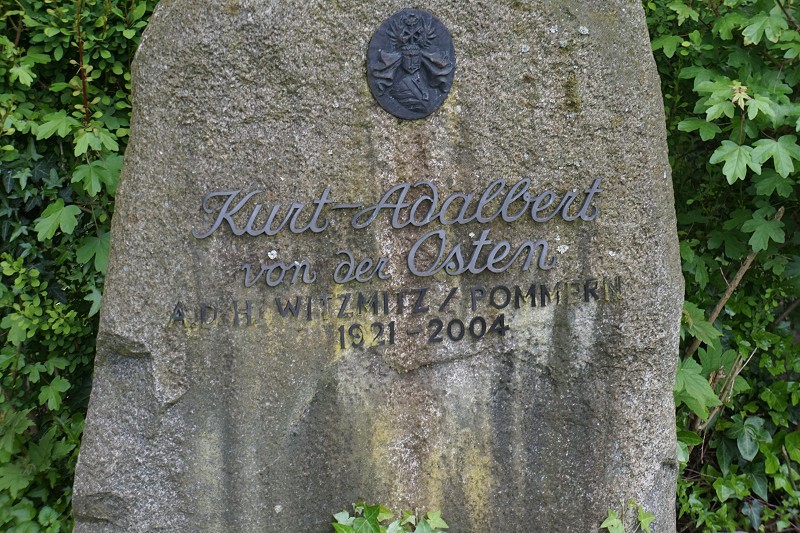 Kurt-Adalbert
von der Osten
A.D.H. WITZMITZ / POMMERN
1921 - 2004